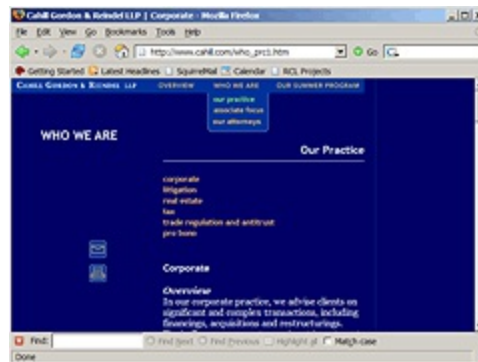 Cahill Gordon & Reindel LLP | Corporate - Mozilla Firefox
File Edit View Go Bookmarks Tools Help
http://www.cahill.com/who_prc1.htm Go
Getting Started Latest Headlines SquirrelMail Calendar RCL Projects
CAHILL GORDON & REINDEL LLP OVERVIEW WHO WE ARE OUR SUMMER PROGRAM
our practice
associate focus
our attorneys
WHO WE ARE
Our Practice
corporate
litigation
real estate
tax
trade regulation and antitrust
pro bono
Corporate
Overview
In our corporate practice, we advise clients on
significant and complex transactions, including
financings, acquisitions and restructurings.
Find: Find Next Find Previous Highlight all Match case
Done